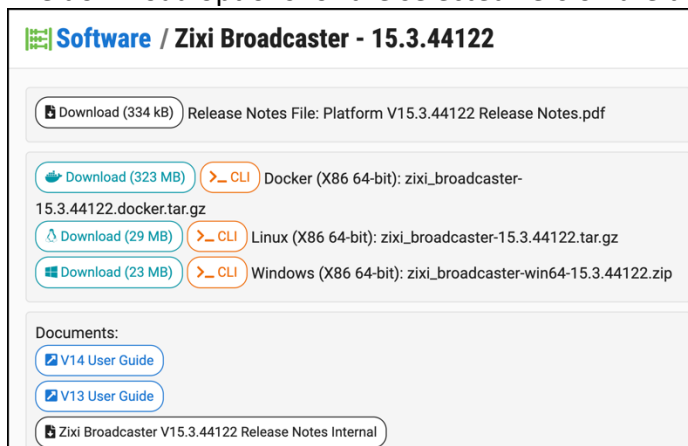 Software / Zixi Broadcaster - 15.3.44122
Download (334 kB) Release Notes File: Platform V15.3.44122 Release Notes.pdf
Download (323 MB) >_ CLI Docker (X86 64-bit): zixi_broadcaster-
15.3.44122.docker.tar.gz
Download (29 MB) >_ CLI Linux (X86 64-bit): zixi_broadcaster-15.3.44122.tar.gz
Download (23 MB) >_ CLI Windows (X86 64-bit): zixi_broadcaster-win64-15.3.44122.zip
Documents:
V14 User Guide
V13 User Guide
Zixi Broadcaster V15.3.44122 Release Notes Internal